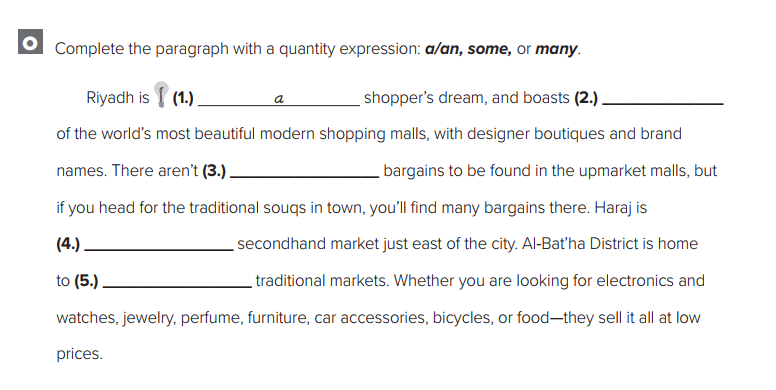 O Complete the paragraph with a quantity expression: a/an, some, or many.
Riyadh is (1.) ____________ a ____________ shopper's dream, and boasts (2.) ____________
of the world's most beautiful modern shopping malls, with designer boutiques and brand
names. There aren't (3.) ____________ bargains to be found in the upmarket malls, but
if you head for the traditional souqs in town, you'll find many bargains there. Haraj is
(4.) ____________ secondhand market just east of the city. Al-Bat'ha District is home
to (5.) ____________ traditional markets. Whether you are looking for electronics and
watches, jewelry, perfume, furniture, car accessories, bicycles, or food—they sell it all at low
prices.